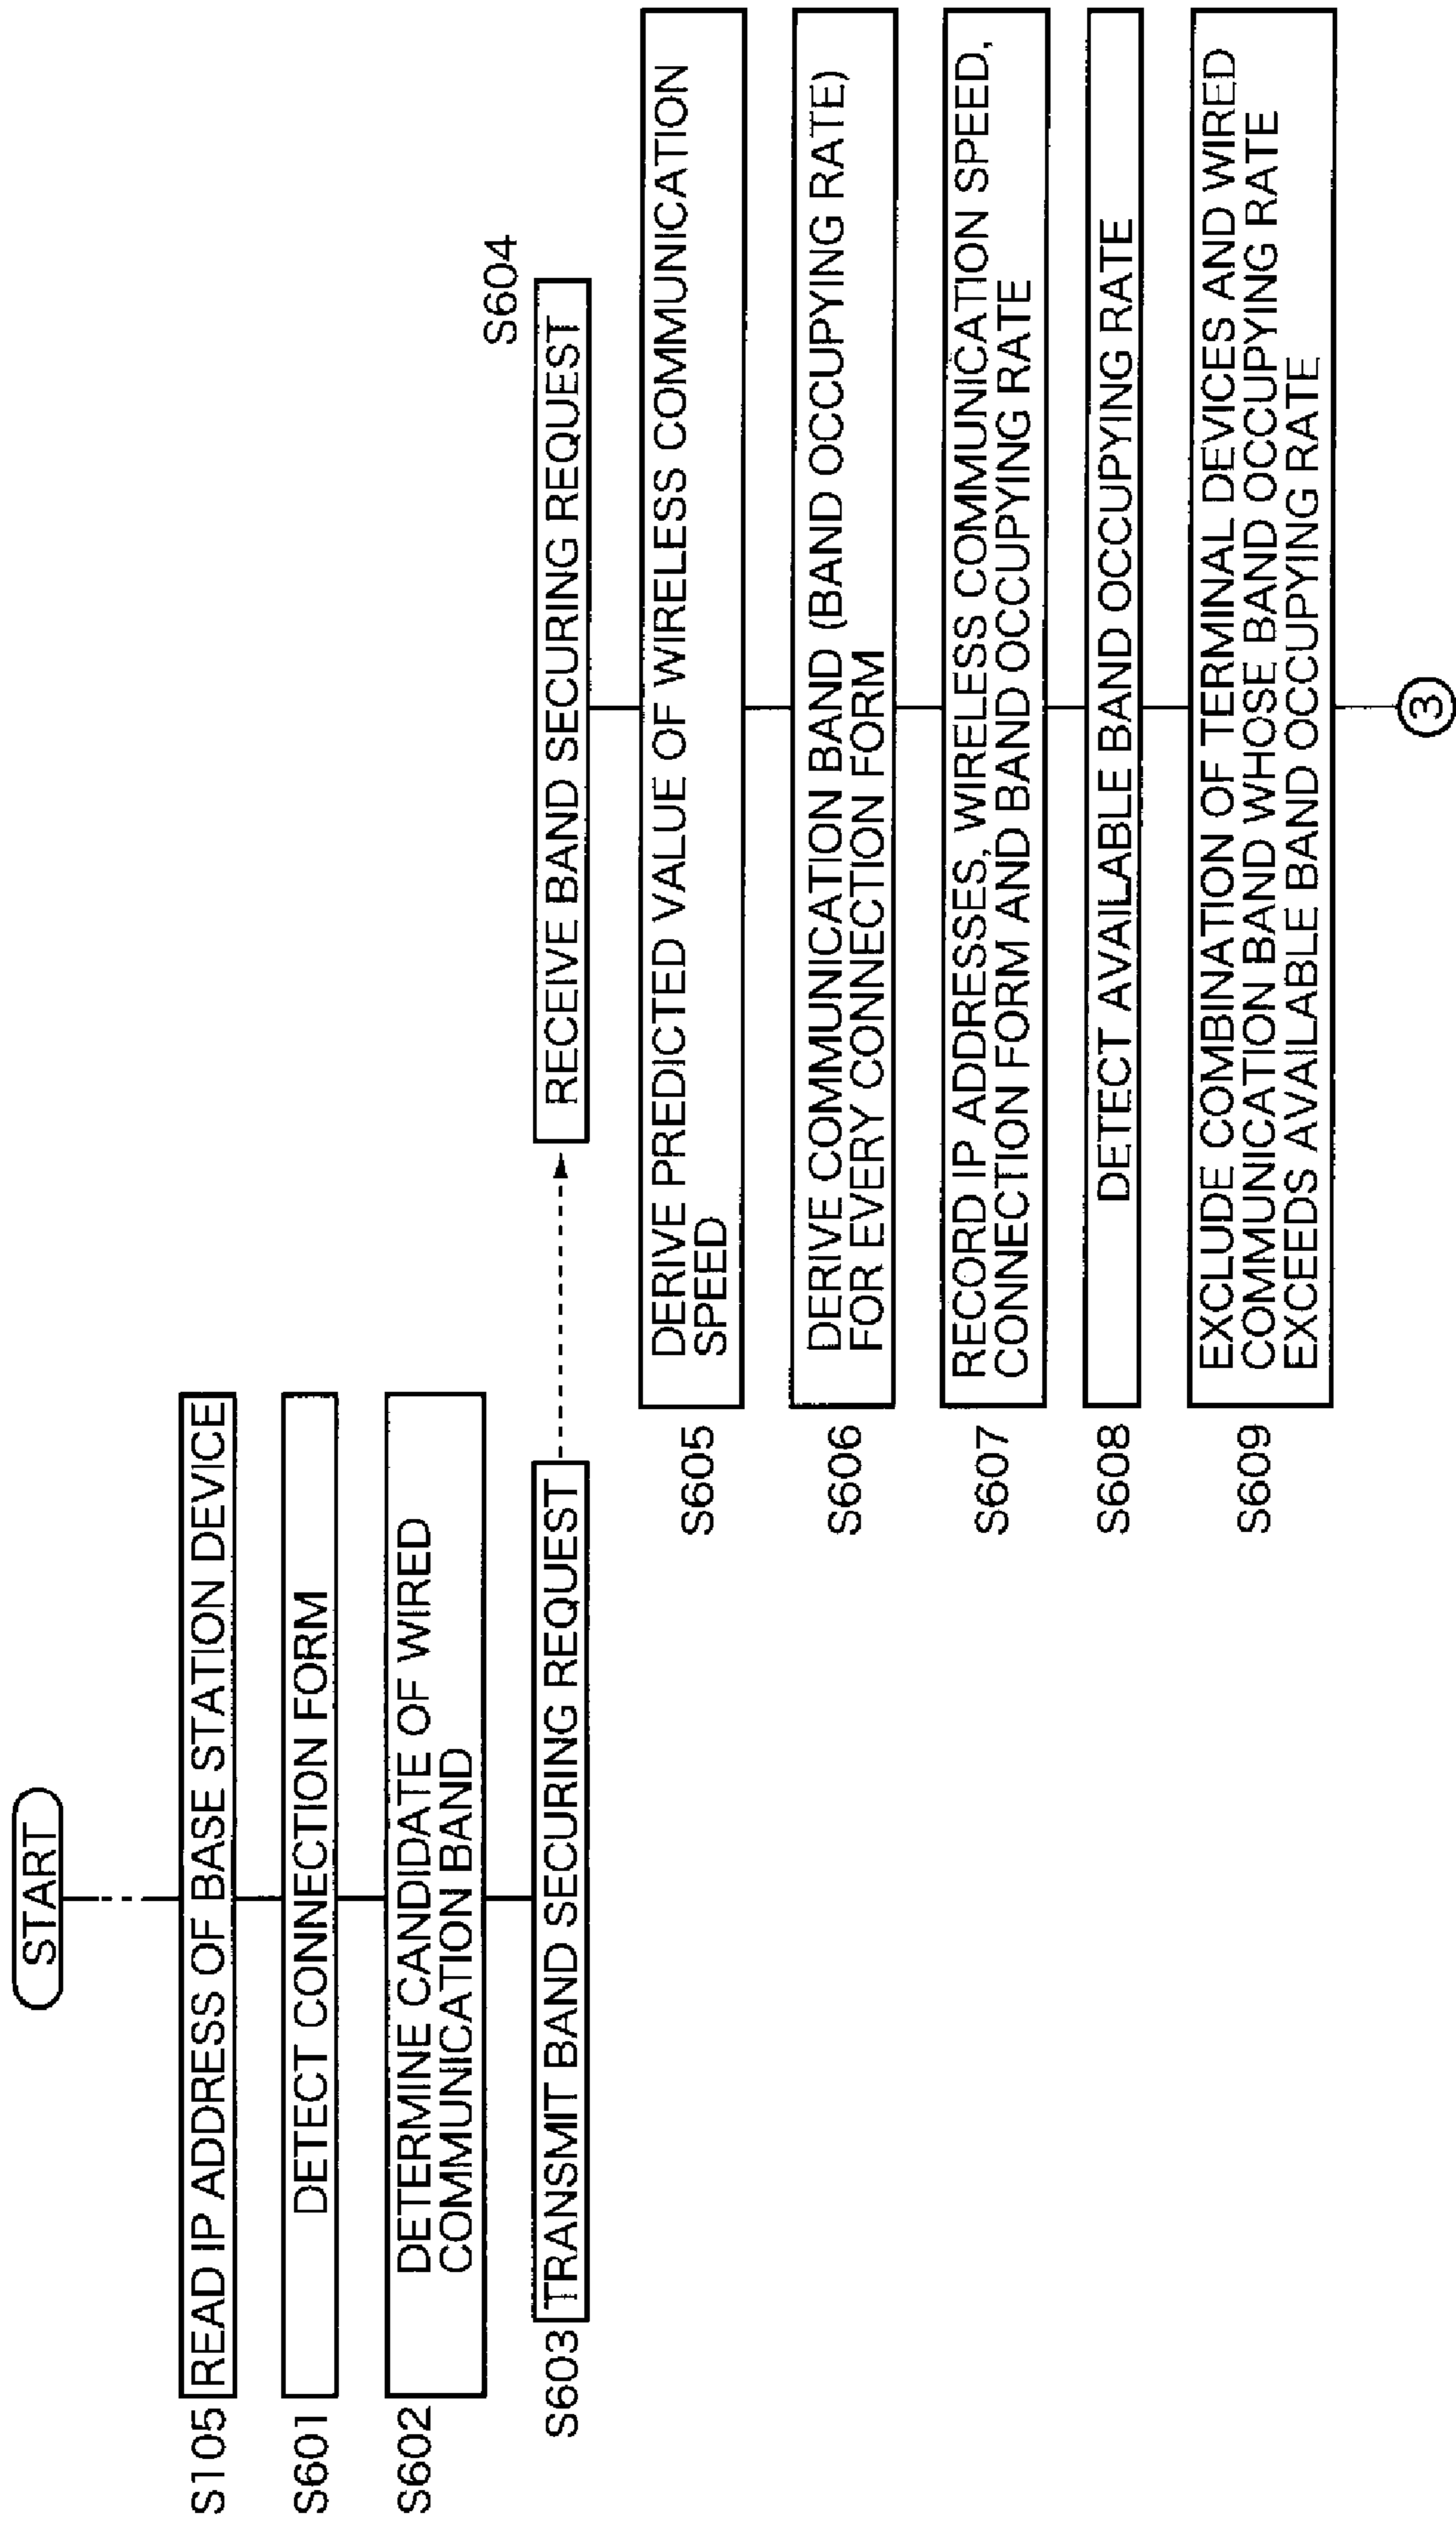 START
S105
READ IP ADDRESS OF BASE STATION DEVICE
S601
DETECT CONNECTION FORM
S602
DETERMINE CANDIDATE OF WIRED
COMMUNICATION BAND
S603
TRANSMIT BAND SECURING REQUEST
S604
RECEIVE BAND SECURING REQUEST
S605
DERIVE PREDICTED VALUE OF WIRELESS COMMUNICATION
SPEED
S606
DERIVE COMMUNICATION BAND (BAND OCCUPYING RATE)
FOR EVERY CONNECTION FORM
S607
RECORD IP ADDRESSES, WIRELESS COMMUNICATION SPEED,
CONNECTION FORM AND BAND OCCUPYING RATE
S608
DETECT AVAILABLE BAND OCCUPYING RATE
S609
EXCLUDE COMBINATION OF TERMINAL DEVICES AND WIRED
COMMUNICATION BAND WHOSE BAND OCCUPYING RATE
EXCEEDS AVAILABLE BAND OCCUPYING RATE
3